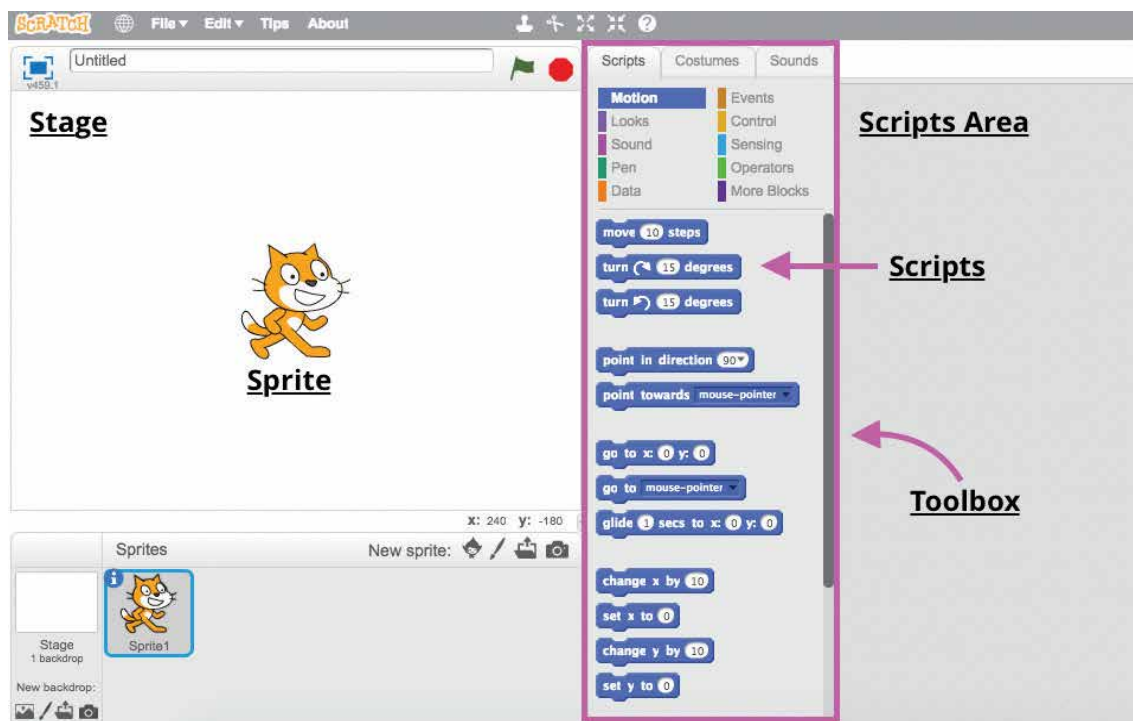 SCRATCH File Edit Tips About
Untitled
v459.1
Stage
Sprite
X: 240 y: -180
Sprites New sprite:
Stage
1 backdrop
Sprite1
New backdrop:
Scripts Costumes Sounds
Motion Events
Looks Control
Sound Sensing
Pen Operators
Data More Blocks
move 10 steps
turn 15 degrees
turn 15 degrees
point in direction 90
point towards mouse-pointer
go to x: 0 y: 0
go to mouse-pointer
glide 1 secs to x: 0 y: 0
change x by 10
set x to 0
change y by 10
set y to 0
Scripts Area
Scripts
Toolbox